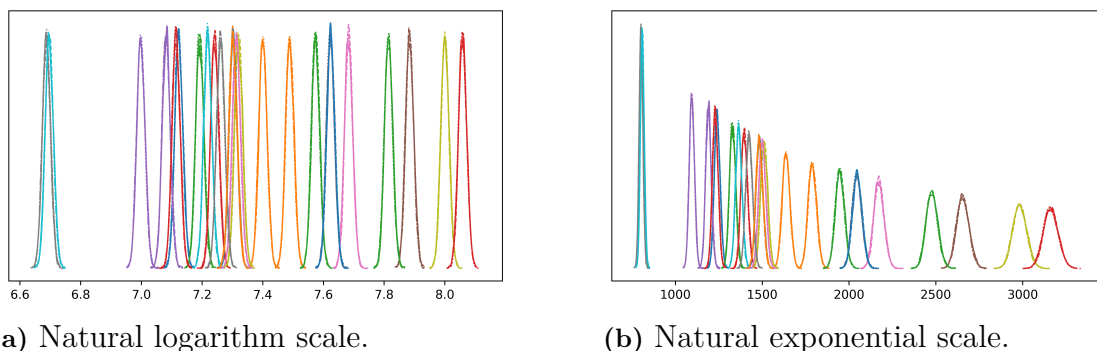 6.6 6.8 7.0 7.2 7.4 7.6 7.8 8.0
1000 1500 2000 2500 3000
a) Natural logarithm scale.
(b) Natural exponential scale.